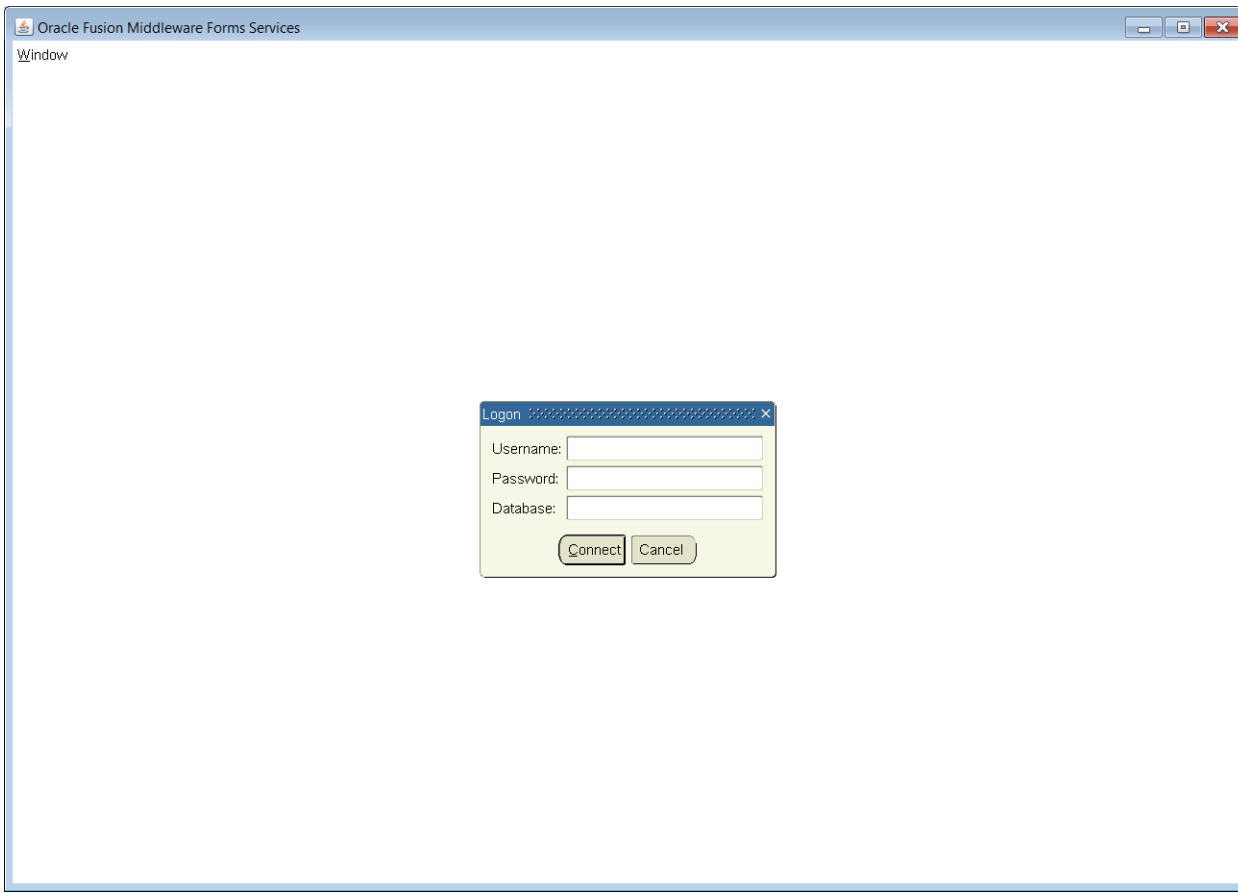 Oracle Fusion Middleware Forms Services
Window
Logon
Username:
Password:
Database:
Connect Cancel